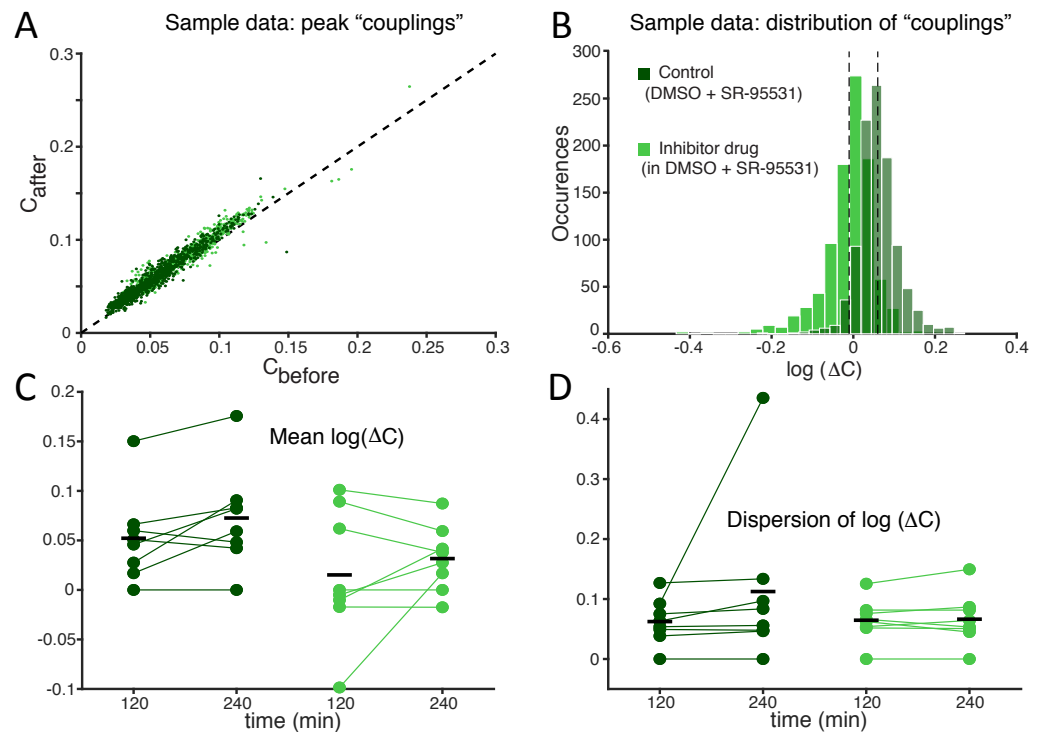 A
Sample data: peak “couplings”
0.3
0.2
0.1
0
C after
0
0.05
0.1
0.15
0.2
0.25
0.3
C before
B
Sample data: distribution of “couplings”
300
250
200
150
100
50
0
Occurences
Control
(DMSO + SR-95531)
Inhibitor drug
(in DMSO + SR-95531)
-0.6
-0.4
-0.2
0
0.2
0.4
log (ΔC)
C
0.2
0.15
0.1
0.05
0
-0.05
-0.1
Mean log(ΔC)
120
240
120
240
time (min)
D
0.4
0.3
0.2
0.1
0
Dispersion of log (ΔC)
120
240
120
240
time (min)